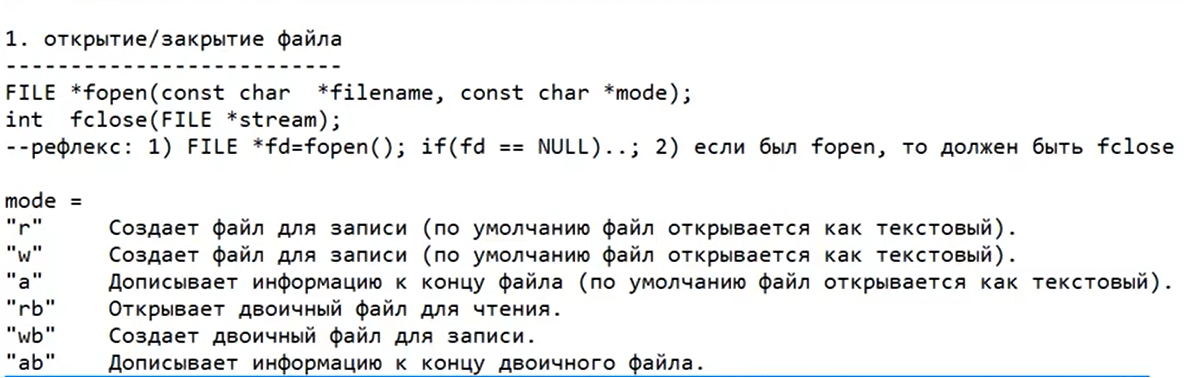 1. открытие/закрытие файла
--------------------------
FILE *fopen(const char  *filename, const char *mode);
int  fclose(FILE *stream);
--рефлекс: 1) FILE *fd=fopen(); if(fd == NULL)..; 2) если был fopen, то должен быть fclose
mode =
"r"    Создает файл для записи (по умолчанию файл открывается как текстовый).
"w"    Создает файл для записи (по умолчанию файл открывается как текстовый).
"a"    Дописывает информацию к концу файла (по умолчанию файл открывается как текстовый).
"rb"    Открывает двоичный файл для чтения.
"wb"    Создает двоичный файл для записи.
"ab"    Дописывает информацию к концу двоичного файла.